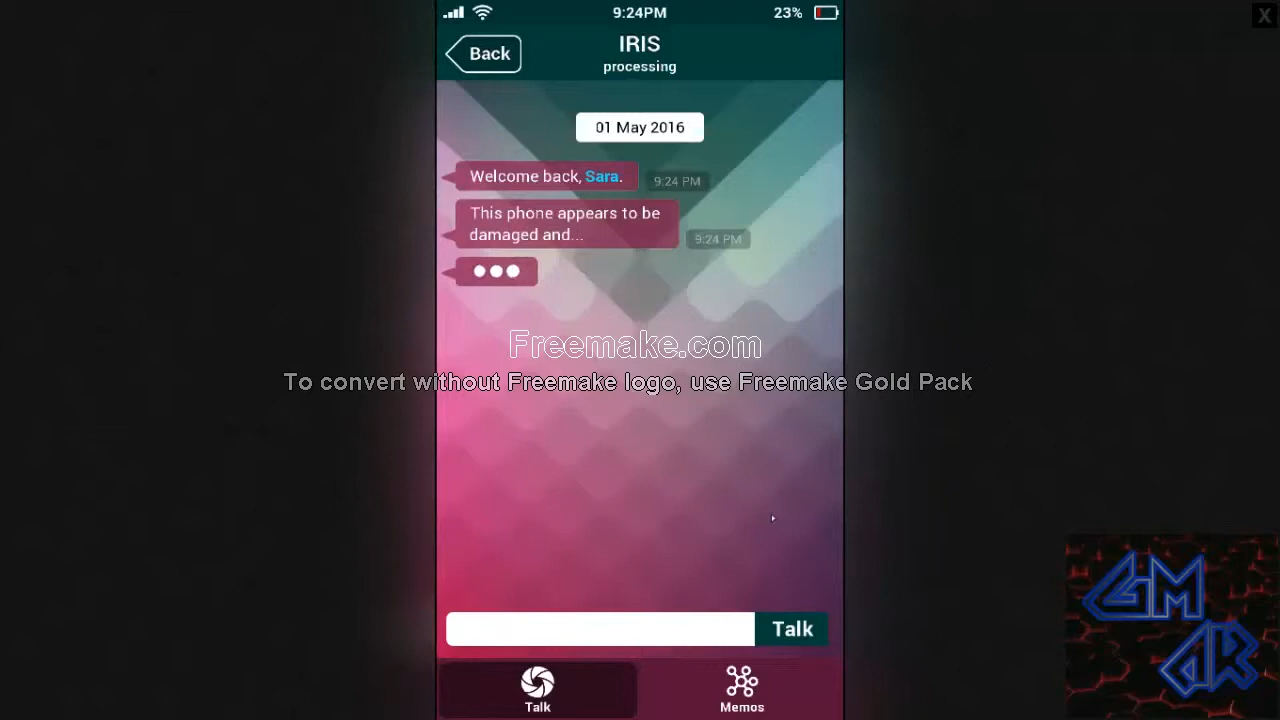 9:24PM
23%
X
Back
IRIS
processing
01 May 2016
Welcome back, Sara.
9:24 PM
This phone appears to be
damaged and...
9:24 PM
Freemake.com
To convert without Freemake logo, use Freemake Gold Pack
Talk
Talk
Memos
GM